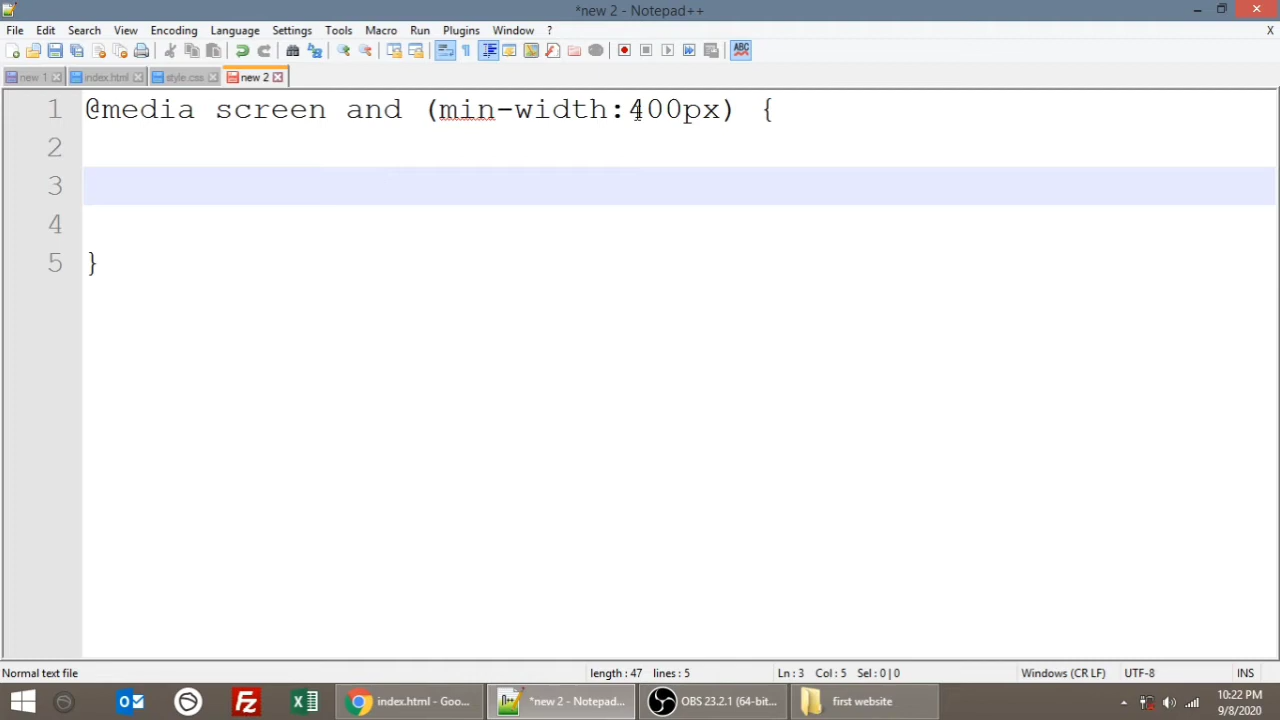 *new 2 - Notepad++
File Edit Search View Encoding Language Settings Tools Macro Run Plugins Window ? X
ABC
new 1 index.html style.css new 2
1 @media screen and (min-width:400px) {
2
3
4
5 }
Normal text file length : 47 lines : 5 Ln : 3 Col : 5 Sel : 0 | 0 Windows (CR LF) UTF-8 INS
index.html - Goo... *new 2 - Notepad... OBS 23.2.1 (64-bit... first website 10:22 PM
9/8/2020